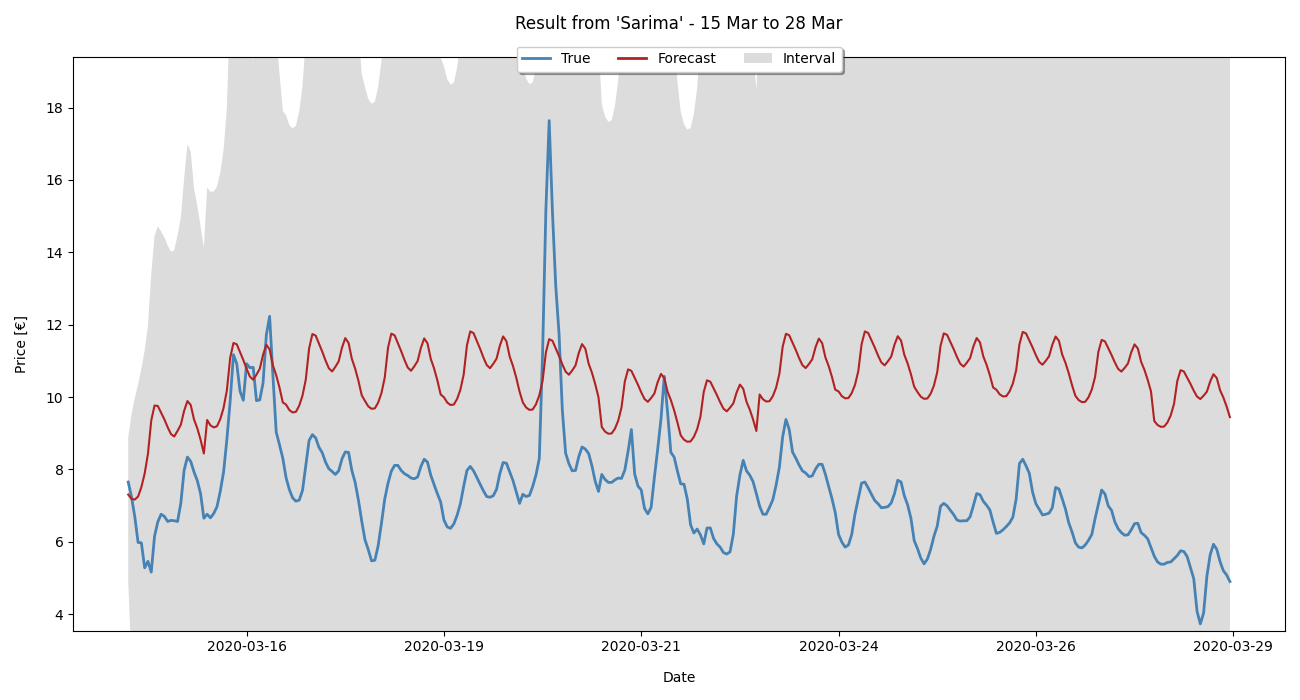 Result from 'Sarima' - 15 Mar to 28 Mar
True Forecast Interval
18
16
14
12
10
8
6
4
Price [€]
2020-03-16 2020-03-19 2020-03-21 2020-03-24 2020-03-26 2020-03-29
Date